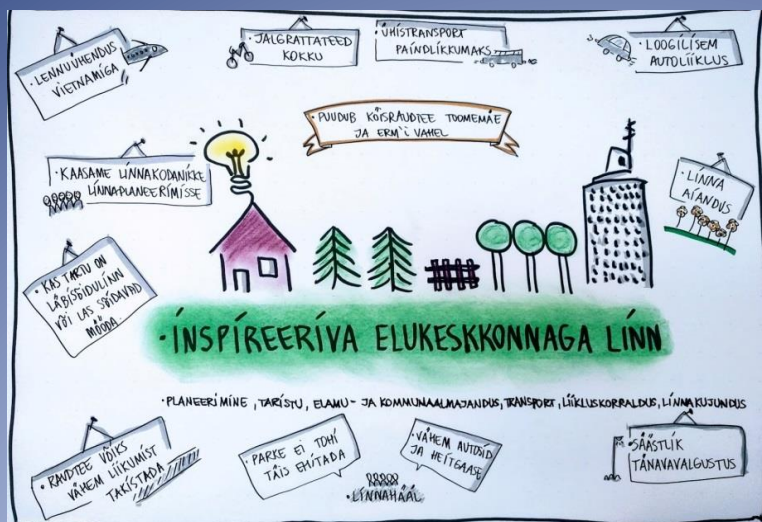 · LENNUÜHENDUS
VIETNAMIGA
· JALGRATTATEED
KOKKU
· ÜHISTRANSPORT
PAINDLIKKUMAKS
· LOOGILISEM
AUTOLIIKLUS
· PUUDUB KÖISRAUDTEE TOOMEMÄE
JA ERM'I VAHEL
· KAASAME LINNAKODANIKKE
LINNAPLANEERIMISSE
· LINNA
AIANDUS
· KAS TARTU ON
LÄBISÕIDULINN
VÕI LAS SÕIDAVAD
MÖÖDA.
· INSPIREERIVA ELUKESKKONNAGA LINN
· PLANEERIMINE, TARISTU, ELAMU- JA KOMMUNAALMAJANDUS, TRANSPORT, LIIKLUSKORRALDUS, LINNAKUJUNDUS
· RAUDTEE VÕIKS
VÄHEM LIIKUMIST
TAKISTADA
· PARKE EI TOHI
TÄIS EHITADA
· VÄHEM AUTOSID
JA HEITGAASE
· LINNAHÄÄL
· SÄÄSTLIK
TÄNAVAVALGUSTUS